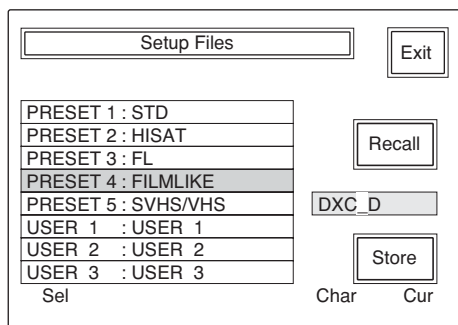 Setup Files
Exit
PRESET 1 : STD
PRESET 2 : HISAT
PRESET 3 : FL
PRESET 4 : FILMLIKE
PRESET 5 : SVHS/VHS
USER 1 : USER 1
USER 2 : USER 2
USER 3 : USER 3
Recall
DXC_D
Store
Sel
Char
Cur